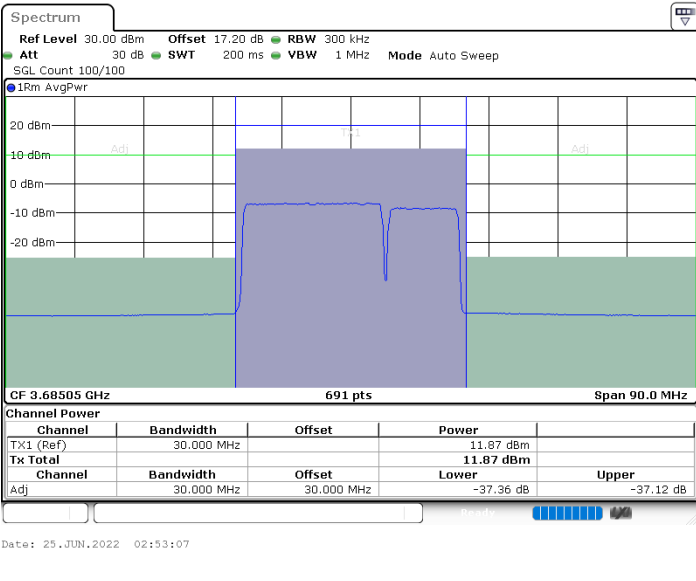 Spectrum
Ref Level 30.00 dBm Offset 17.20 dB RBW 300 kHz
Att 30 dB SWT 200 ms VBW 1 MHz Mode Auto Sweep
SGL Count 100/100
1Rm AvgPwr
20 dBm
TX1
Adj
Adj
10 dBm
0 dBm
-10 dBm
-20 dBm
CF 3.68505 GHz 691 pts Span 90.0 MHz
Channel Power
Channel Bandwidth Offset Power
TX1 (Ref) 30.000 MHz 11.87 dBm
Tx Total 11.87 dBm
Channel Bandwidth Offset Lower Upper
Adj 30.000 MHz 30.000 MHz -37.36 dB -37.12 dB
Ready
Date: 25.JUN.2022 02:53:07